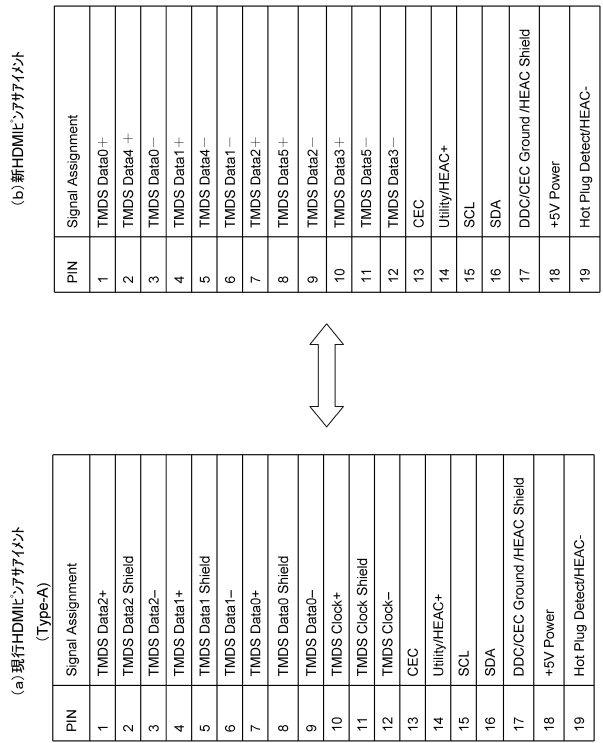 (a) 現行HDMIﾋﾟﾝｱｻｱｲﾒﾝﾄ
(Type-A)
PIN Signal Assignment
1 TMDS Data2+
2 TMDS Data2 Shield
3 TMDS Data2–
4 TMDS Data1+
5 TMDS Data1 Shield
6 TMDS Data1–
7 TMDS Data0+
8 TMDS Data0 Shield
9 TMDS Data0–
10 TMDS Clock+
11 TMDS Clock Shield
12 TMDS Clock–
13 CEC
14 Utility/HEAC+
15 SCL
16 SDA
17 DDC/CEC Ground /HEAC Shield
18 +5V Power
19 Hot Plug Detect/HEAC-
(b) 新HDMIﾋﾟﾝｱｻｱｲﾒﾝﾄ
PIN Signal Assignment
1 TMDS Data0＋
2 TMDS Data4＋
3 TMDS Data0－
4 TMDS Data1＋
5 TMDS Data4－
6 TMDS Data1－
7 TMDS Data2＋
8 TMDS Data5＋
9 TMDS Data2－
10 TMDS Data3＋
11 TMDS Data5－
12 TMDS Data3－
13 CEC
14 Utility/HEAC+
15 SCL
16 SDA
17 DDC/CEC Ground /HEAC Shield
18 +5V Power
19 Hot Plug Detect/HEAC-